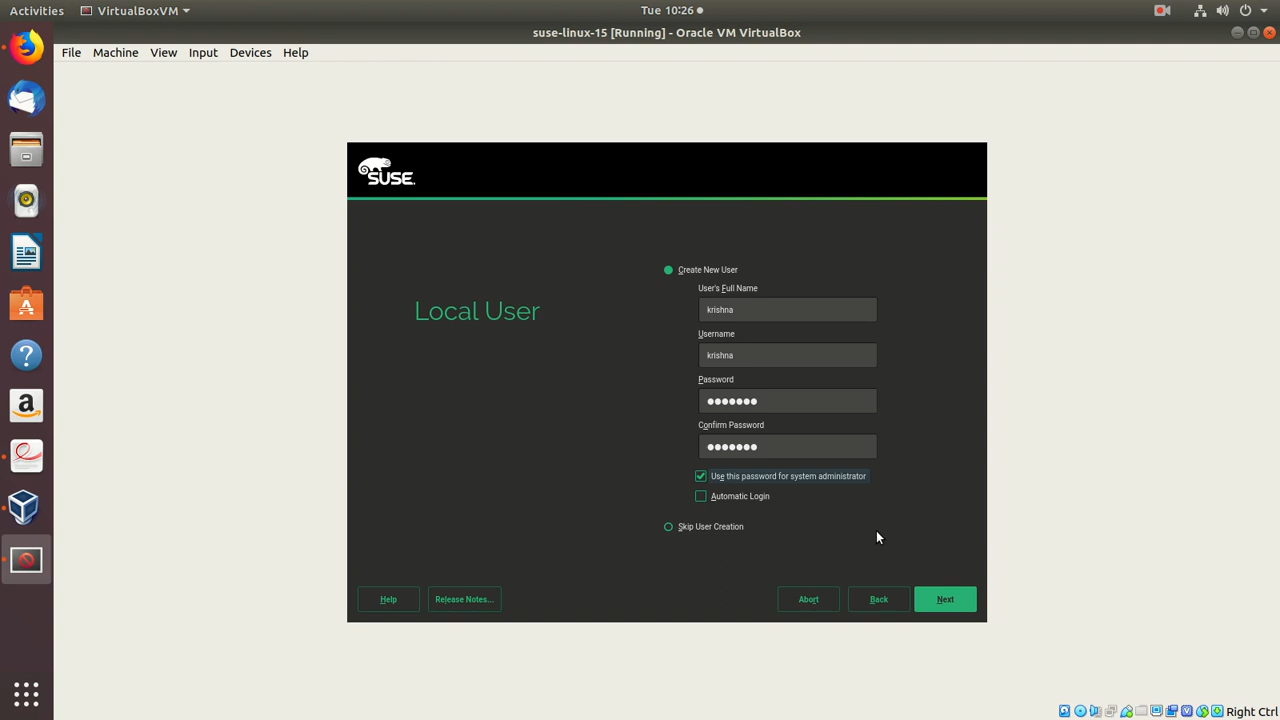 Activities VirtualBoxVM Tue 10:26
suse-linux-15 [Running] - Oracle VM VirtualBox
File Machine View Input Devices Help
SUSE.
Create New User
User's Full Name
krishna
Local User
Username
krishna
Password
●●●●●●●
Confirm Password
●●●●●●●
Use this password for system administrator
Automatic Login
Skip User Creation
Help Release Notes... Abort Back Next
Right Ctrl